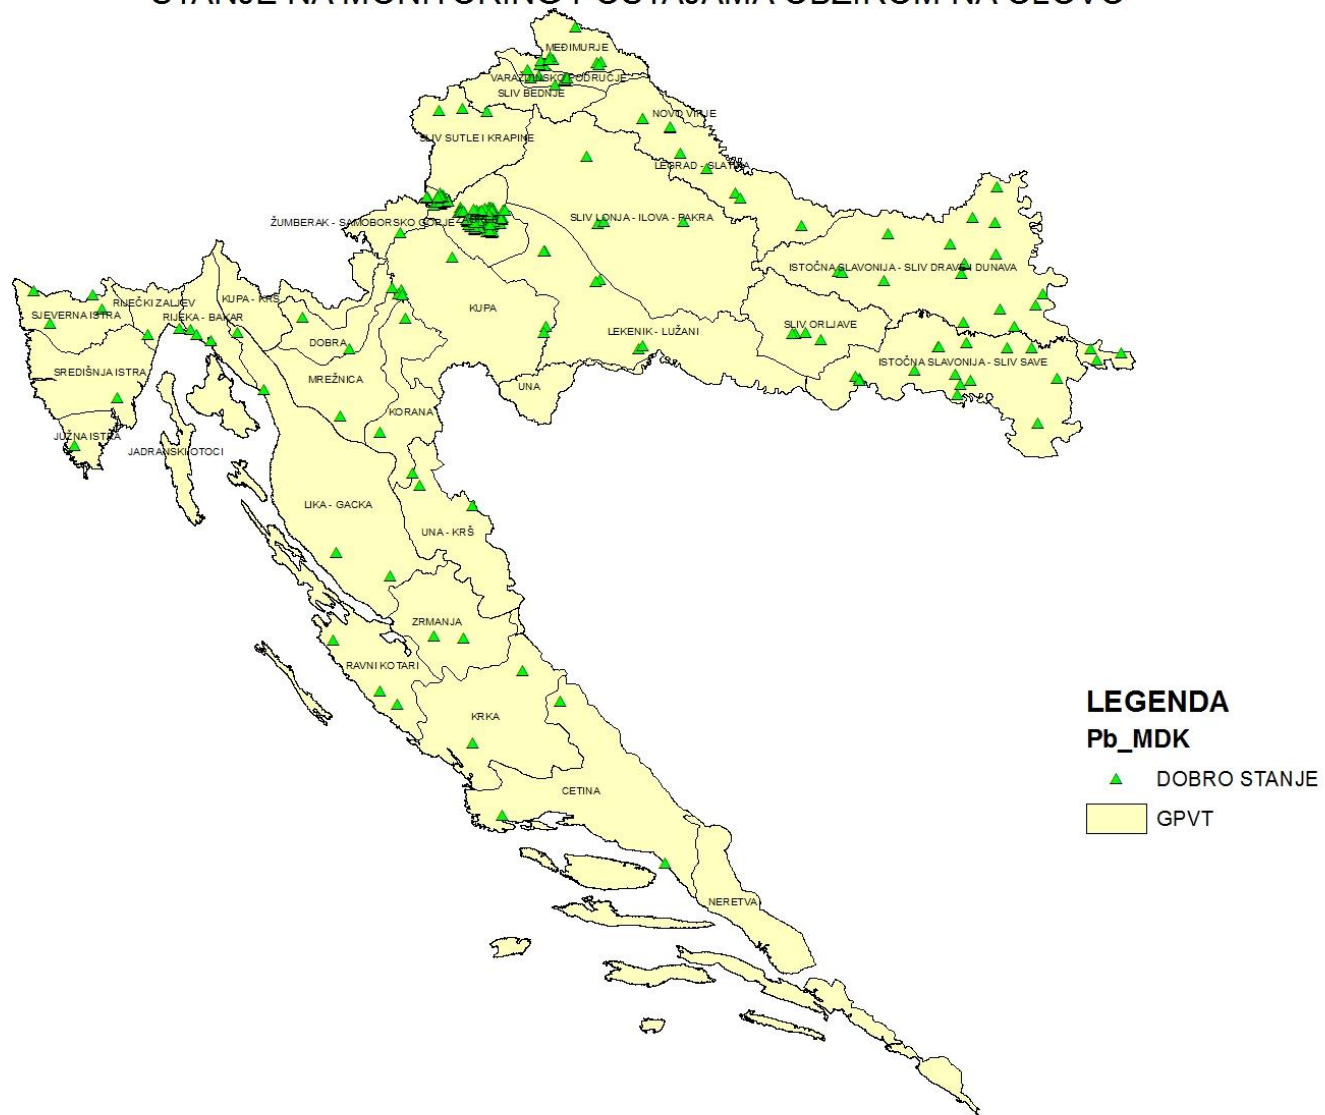 STANJE NA MONITORING POSTAJAMA OBZIROM NA OLOVO
MEĐIMURJE
VARAŽDINSKO PODRUČJE
SLIV BEDNJE
NOVO VIRJE
SLIV SUTLE I KRAPINE
LEGRAD - SLATINA
ŽUMBERAK - SAMOBORSKO GORJE
ZAGREB
SLIV LONJA - ILOVA - PAKRA
ISTOČNA SLAVONIJA - SLIV DRAVE I DUNAVA
RIJEČKI ZALJEV
KUPA - KRŠ
SJEVERNA ISTRA
RIJEKA - BAKAR
KUPA
LEKENIK - LUŽANI
SLIV ORLJAVE
DOBRA
ISTOČNA SLAVONIJA - SLIV SAVE
SREDIŠNJA ISTRA
MREŽNICA
UNA
KORANA
JUŽNA ISTRA
JADRANSKI OTOCI
LIKA - GACKA
UNA - KRŠ
ZRMANJA
RAVNI KOTARI
KRKA
CETINA
NERETVA
LEGENDA
Pb_MDK
DOBRO STANJE
GPVT